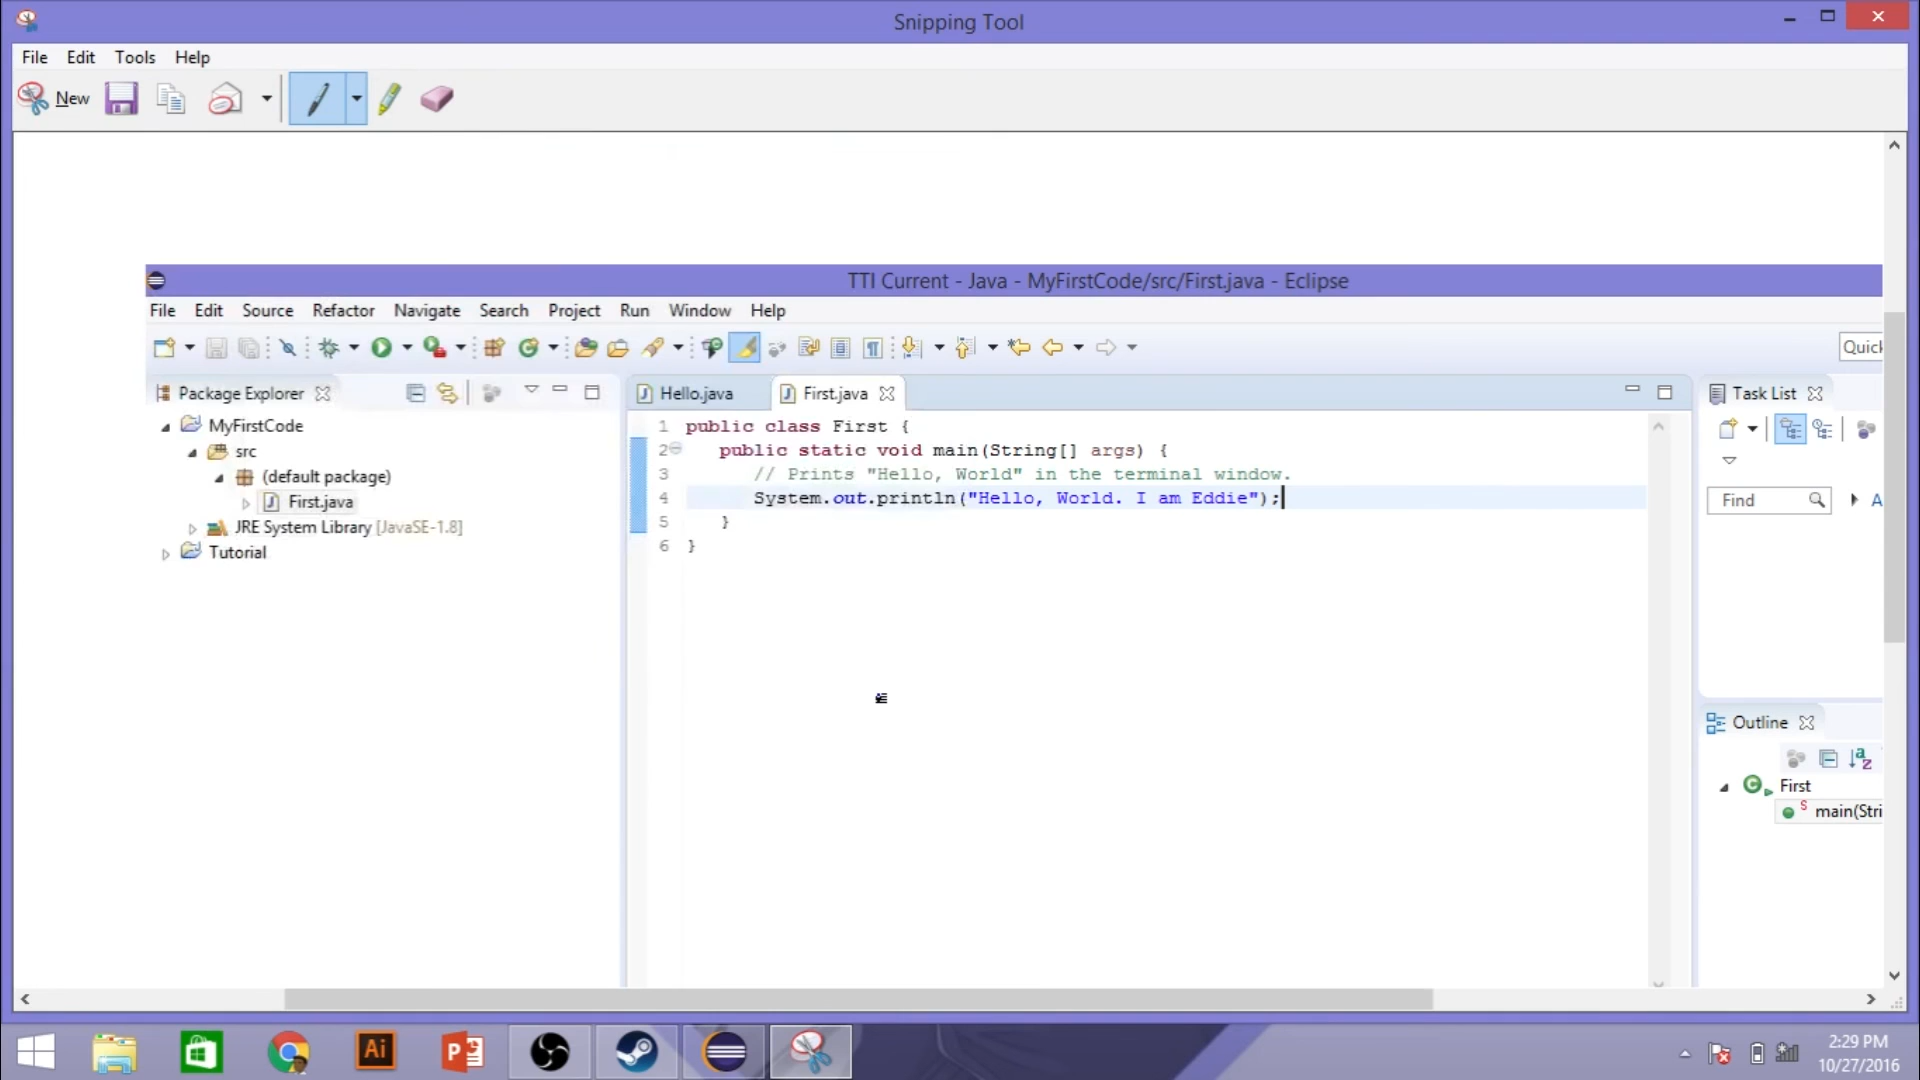 Snipping Tool
File Edit Tools Help
New
TTI Current - Java - MyFirstCode/src/First.java - Eclipse
File Edit Source Refactor Navigate Search Project Run Window Help
Quick
Package Explorer
Hello.java
First.java
Task List
MyFirstCode
src
(default package)
First.java
JRE System Library [JavaSE-1.8]
Tutorial
1 public class First {
2 public static void main(String[] args) {
3 // Prints "Hello, World" in the terminal window.
4 System.out.println("Hello, World. I am Eddie");
5 }
6 }
Find
A
Outline
First
main(Stri
Ai
P
2:29 PM
10/27/2016